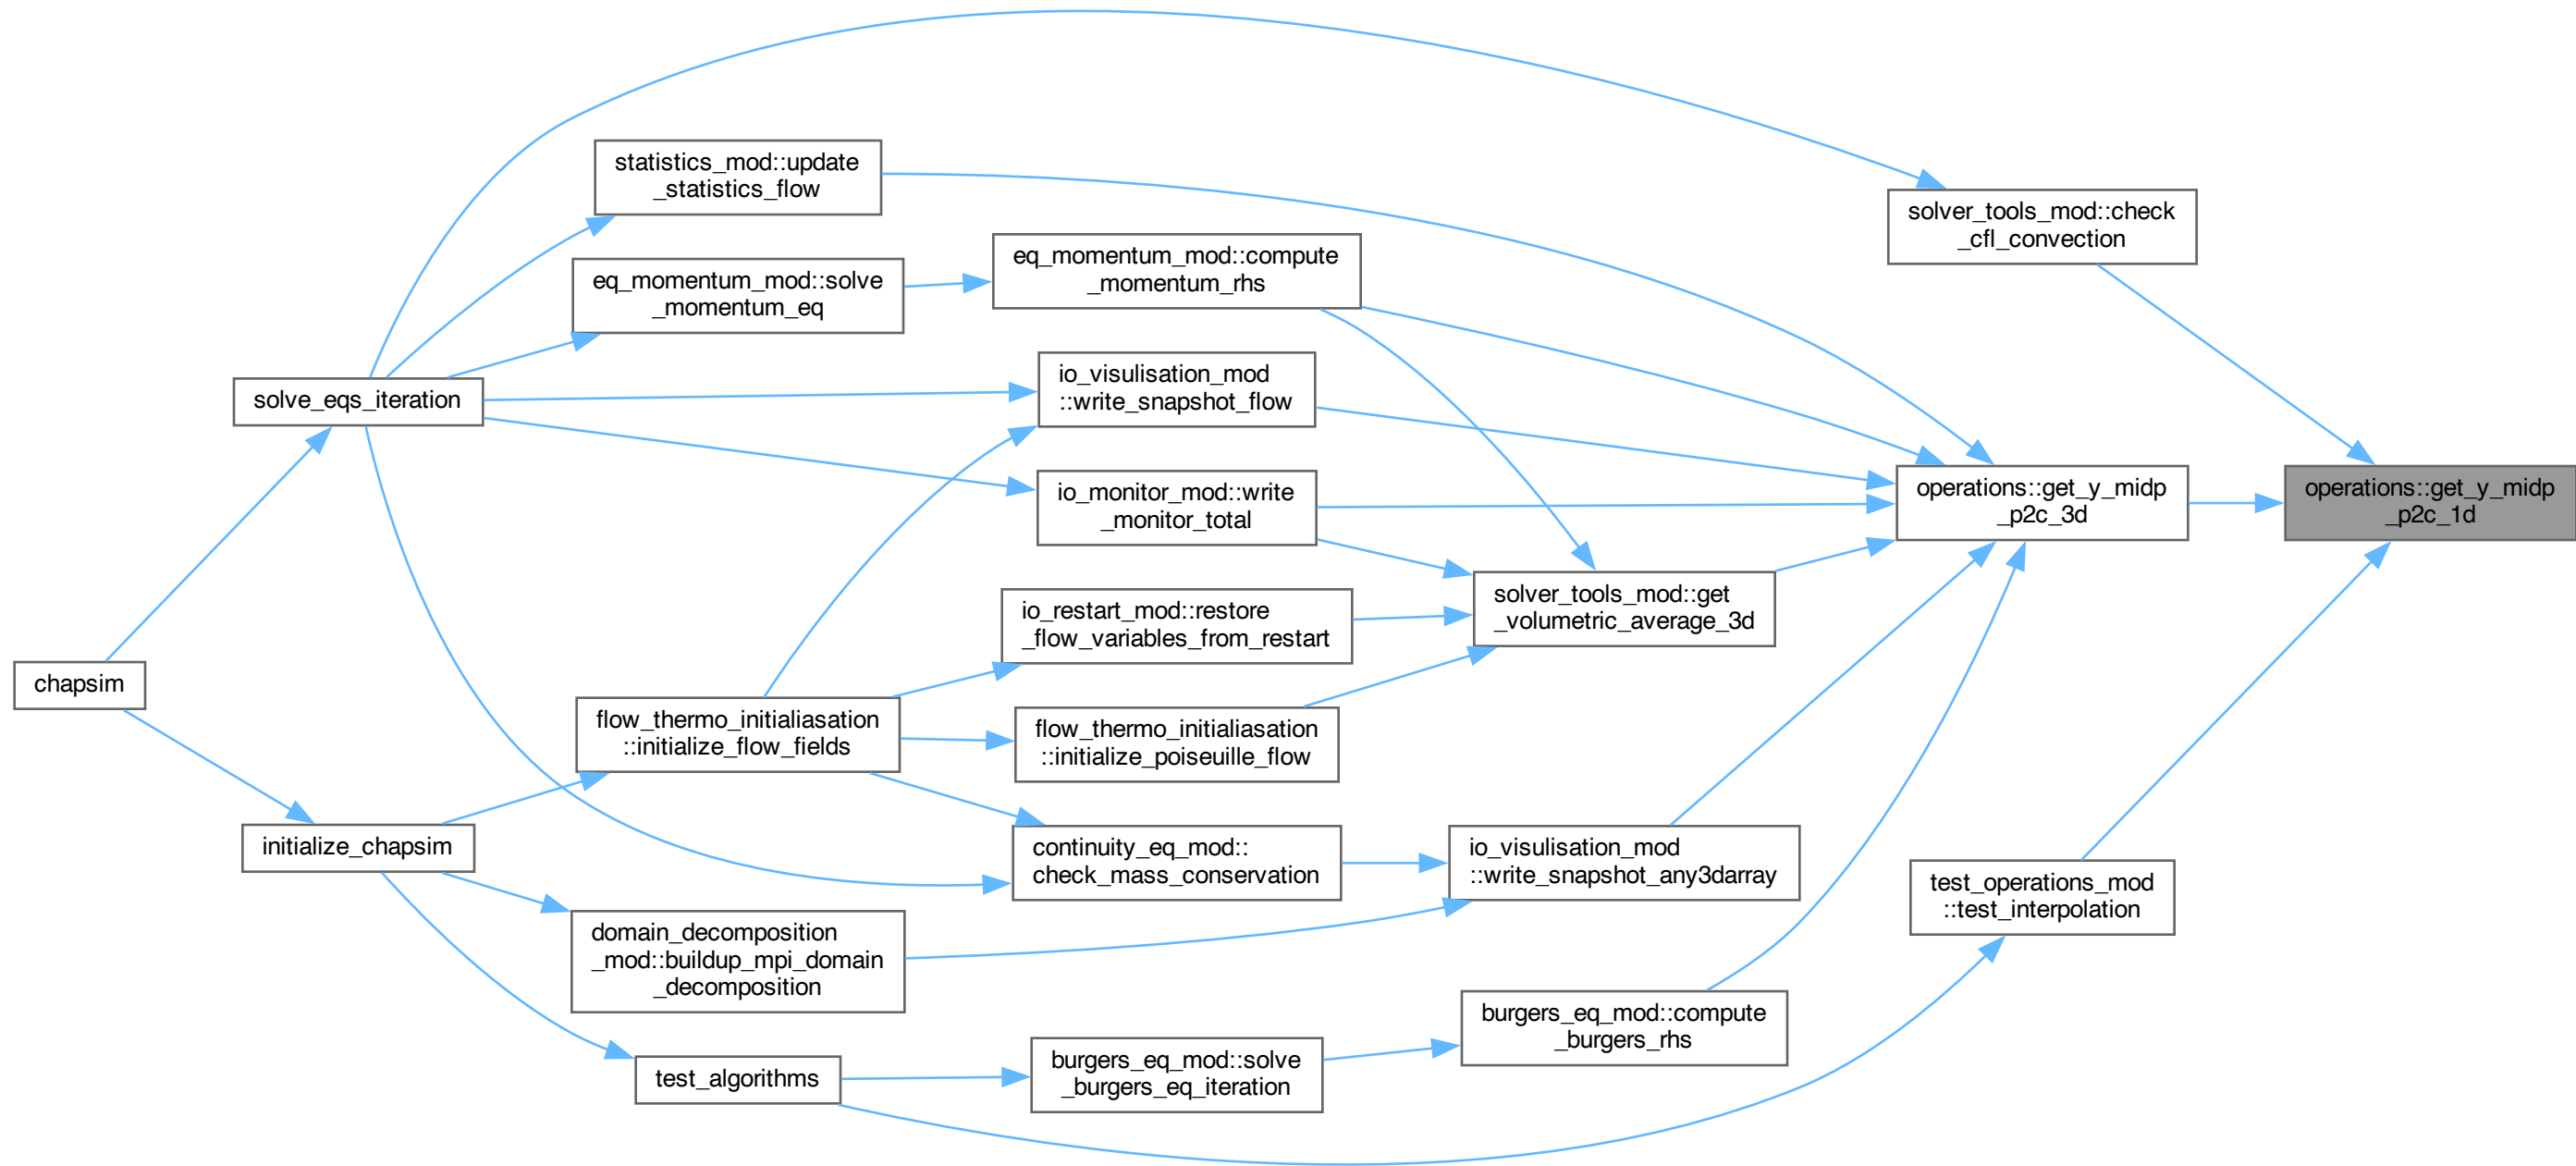 statistics_mod::update
_statistics_flow
solver_tools_mod::check
_cfl_convection
eq_momentum_mod::compute
_momentum_rhs
eq_momentum_mod::solve
_momentum_eq
io_visulisation_mod
::write_snapshot_flow
solve_eqs_iteration
io_monitor_mod::write
_monitor_total
operations::get_y_midp
_p2c_3d
operations::get_y_midp
_p2c_1d
solver_tools_mod::get
_volumetric_average_3d
io_restart_mod::restore
_flow_variables_from_restart
chapsim
flow_thermo_initialiasation
::initialize_flow_fields
flow_thermo_initialiasation
::initialize_poiseuille_flow
initialize_chapsim
continuity_eq_mod::
check_mass_conservation
io_visulisation_mod
::write_snapshot_any3darray
test_operations_mod
::test_interpolation
domain_decomposition
_mod::buildup_mpi_domain
_decomposition
burgers_eq_mod::compute
_burgers_rhs
burgers_eq_mod::solve
_burgers_eq_iteration
test_algorithms